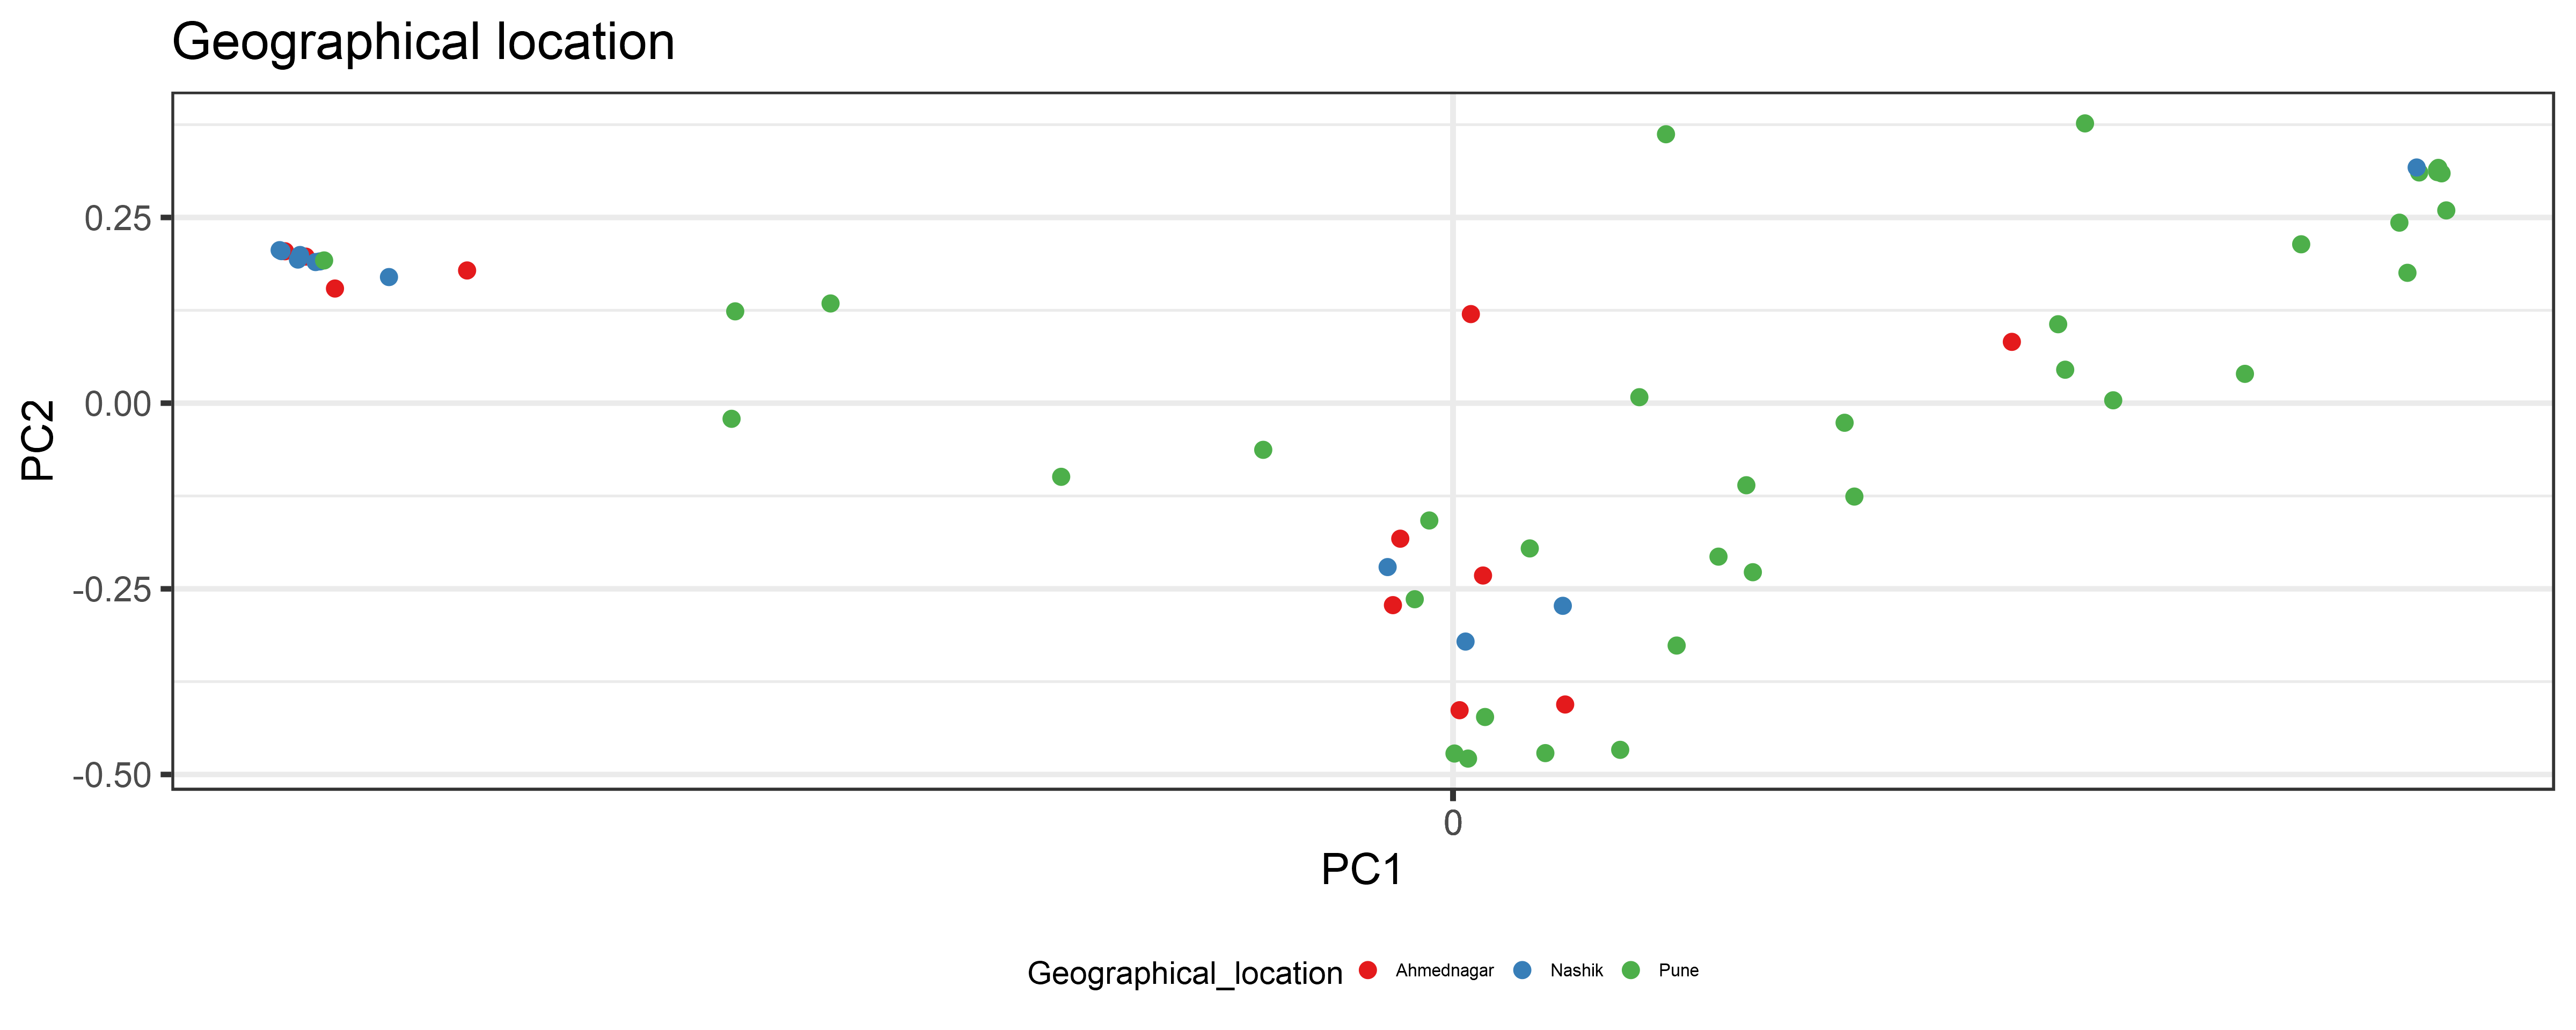 Geographical location
0.25
0.00
-0.25
-0.50
PC2
0
PC1
Geographical_location Ahmednagar Nashik Pune